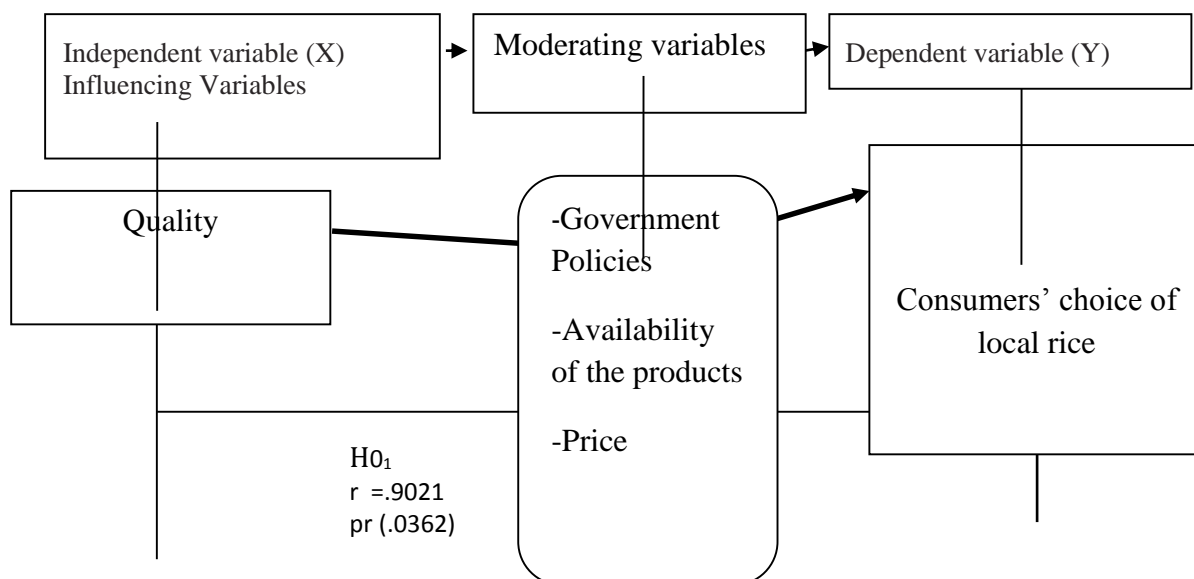 Independent variable (X)
Influencing Variables
Moderating variables
Dependent variable (Y)
Quality
-Government
Policies
-Availability
of the products
-Price
Consumers’ choice of
local rice
H0₁
r =.9021
pr (.0362)